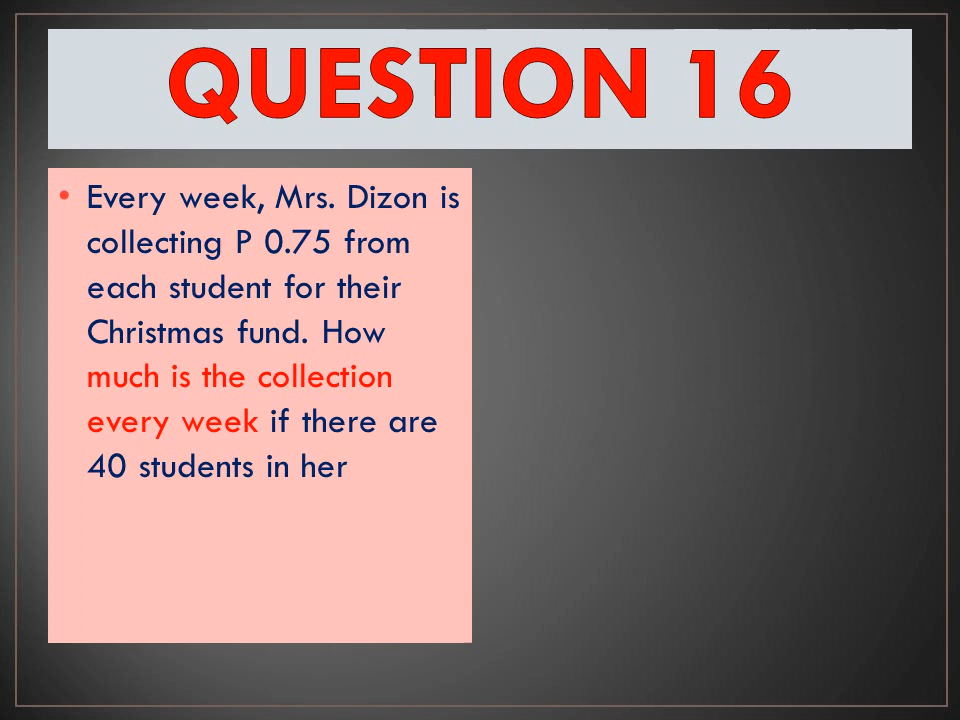 QUESTION 16
• Every week, Mrs. Dizon is
collecting P 0.75 from
each student for their
Christmas fund. How
much is the collection
every week if there are
40 students in her